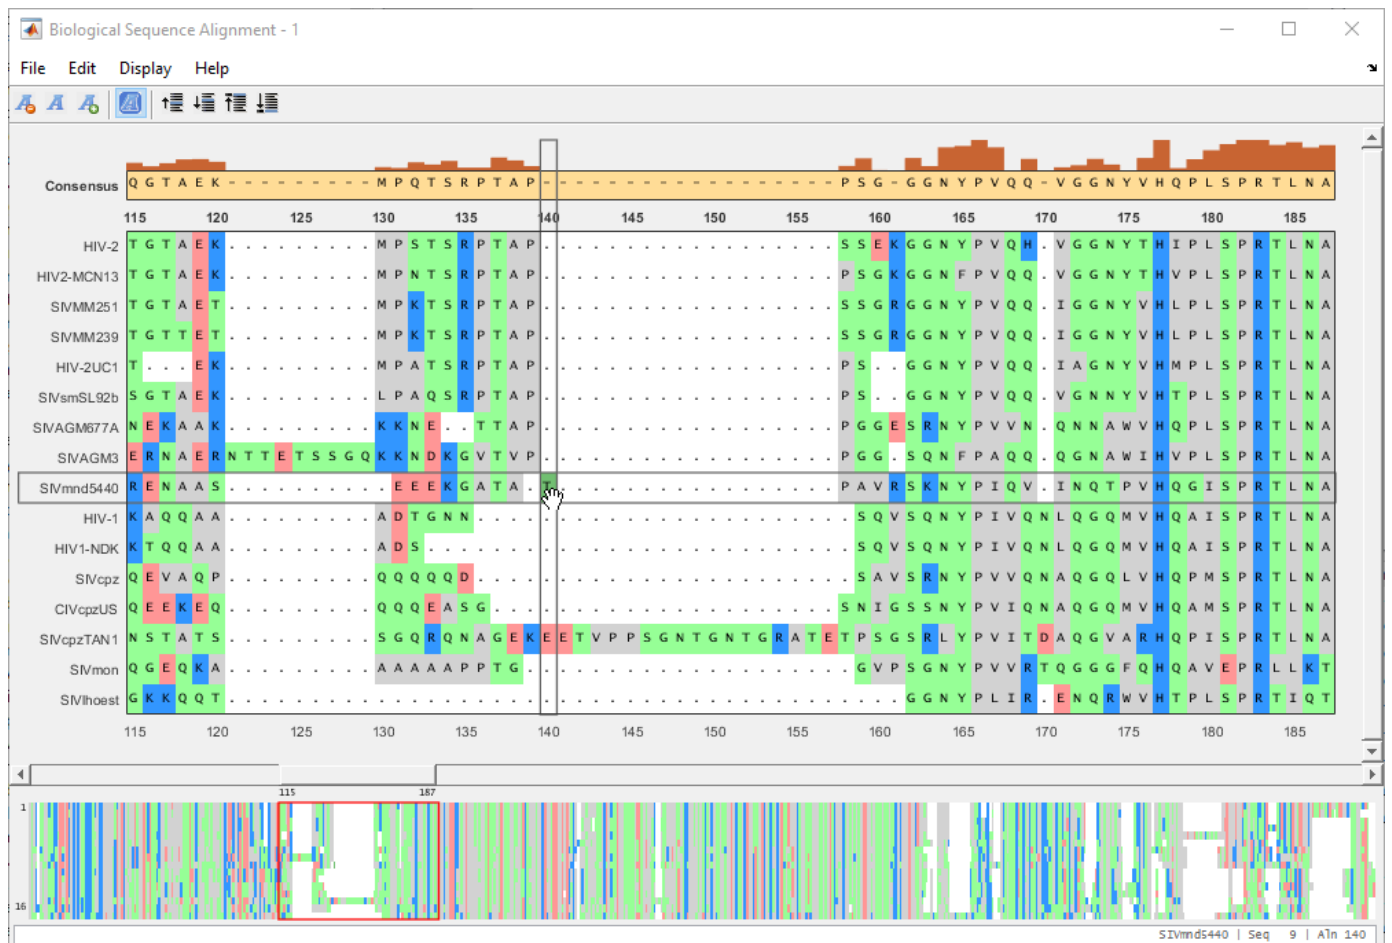 Biological Sequence Alignment - 1
File Edit Display Help
Consensus Q G T A E K - - - - - - - - - M P Q T S R P T A P - - - - - - - - - - - - - - - - - - P S G - G G N Y P V Q Q - V G G N Y V H Q P L S P R T L N A
115 120 125 130 135 140 145 150 155 160 165 170 175 180 185
HIV-2 T G T A E K . . . . . . . . . M P S T S R P T A P . . . . . . . . . . . . . . . . . . S S E K G G N Y P V Q H . V G G N Y T H I P L S P R T L N A
HIV2-MCN13 T G T A E K . . . . . . . . . M P N T S R P T A P . . . . . . . . . . . . . . . . . . P S G K G G N F P V Q Q . V G G N Y T H V P L S P R T L N A
SIVMM251 T G T A E T . . . . . . . . . M P K T S R P T A P . . . . . . . . . . . . . . . . . . S S G R G G N Y P V Q Q . I G G N Y V H L P L S P R T L N A
SIVMM239 T G T T E T . . . . . . . . . M P K T S R P T A P . . . . . . . . . . . . . . . . . . S S G R G G N Y P V Q Q . I G G N Y V H L P L S P R T L N A
HIV-2UC1 T . . . E K . . . . . . . . . M P A T S R P T A P . . . . . . . . . . . . . . . . . . P S . . G G N Y P V Q Q . I A G N Y V H M P L S P R T L N A
SIVsmSL92b S G T A E K . . . . . . . . . L P A Q S R P T A P . . . . . . . . . . . . . . . . . . P S . . G G N Y P V Q Q . V G N N Y V H T P L S P R T L N A
SIVAGM677A N E K A A K . . . . . . . . . K K N E . . T T A P . . . . . . . . . . . . . . . . . . P G G E S R N Y P V V N . Q N N A W V H Q P L S P R T L N A
SIVAGM3 E R N A E R N T T E T S S G Q K K N D K G V T V P . . . . . . . . . . . . . . . . . . P G G . S Q N F P A Q Q . Q G N A W I H V P L S P R T L N A
SIVmnd5440 R E N A A S . . . . . . . . . . E E E K G A T A . T . . . . . . . . . . . . . . . . . P A V R S K N Y P I Q V . I N Q T P V H Q G I S P R T L N A
HIV-1 K A Q Q A A . . . . . . . . . A D T G N N . . . . . . . . . . . . . . . . . . . . . . . S Q V S Q N Y P I V Q N L Q G Q M V H Q A I S P R T L N A
HIV1-NDK K T Q Q A A . . . . . . . . . A D S . . . . . . . . . . . . . . . . . . . . . . . . . . S Q V S Q N Y P I V Q N L Q G Q M V H Q A I S P R T L N A
SIVcpz Q E V A Q P . . . . . . . . . Q Q Q Q Q D . . . . . . . . . . . . . . . . . . . . . . . S A V S R N Y P V V Q N A Q G Q L V H Q P M S P R T L N A
CIVcpzUS Q E E K E Q . . . . . . . . . Q Q Q E A S G . . . . . . . . . . . . . . . . . . . . . S N I G S S N Y P V I Q N A Q G Q M V H Q A M S P R T L N A
SIVcpzTAN1 N S T A T S . . . . . . . . . S G Q R Q N A G E K E E T V P P S G N T G N T G R A T E T P S G S R L Y P V I T D A Q G V A R H Q P I S P R T L N A
SIVmon Q G E Q K A . . . . . . . . . A A A A A P P T G . . . . . . . . . . . . . . . . . . . . G V P S G N Y P V V R T Q G G G F Q H Q A V E P R L L K T
SIVlhoest G K K Q Q T . . . . . . . . . . . . . . . . . . . . . . . . . . . . . . . . . . . . . . . . . G G N Y P L I R . E N Q R W V H T P L S P R T I Q T
115 120 125 130 135 140 145 150 155 160 165 170 175 180 185
115 187
1
16
SIVmnd5440 | Seq 9 | Aln 140